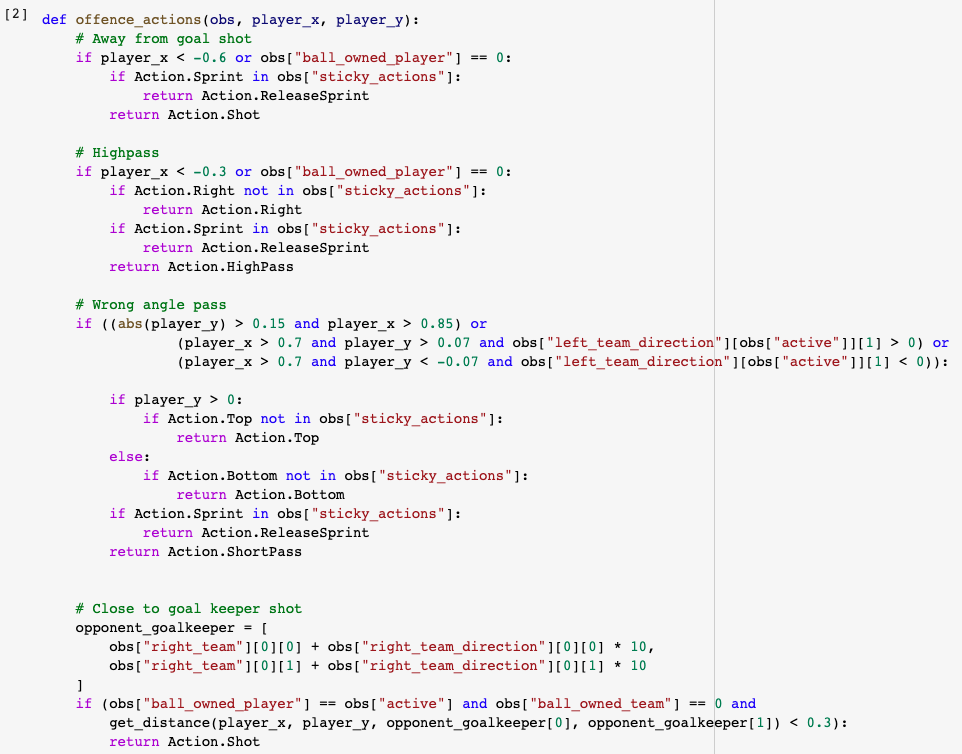 [2] def offence_actions(obs, player_x, player_y):
    # Away from goal shot
    if player_x < -0.6 or obs["ball_owned_player"] == 0:
        if Action.Sprint in obs["sticky_actions"]:
            return Action.ReleaseSprint
        return Action.Shot

    # Highpass
    if player_x < -0.3 or obs["ball_owned_player"] == 0:
        if Action.Right not in obs["sticky_actions"]:
            return Action.Right
        if Action.Sprint in obs["sticky_actions"]:
            return Action.ReleaseSprint
        return Action.HighPass

    # Wrong angle pass
    if ((abs(player_y) > 0.15 and player_x > 0.85) or
                (player_x > 0.7 and player_y > 0.07 and obs["left_team_direction"][obs["active"]][1] > 0) or
                (player_x > 0.7 and player_y < -0.07 and obs["left_team_direction"][obs["active"]][1] < 0)):

        if player_y > 0:
            if Action.Top not in obs["sticky_actions"]:
                return Action.Top
        else:
            if Action.Bottom not in obs["sticky_actions"]:
                return Action.Bottom
        if Action.Sprint in obs["sticky_actions"]:
            return Action.ReleaseSprint
        return Action.ShortPass


    # Close to goal keeper shot
    opponent_goalkeeper = [
        obs["right_team"][0][0] + obs["right_team_direction"][0][0] * 10,
        obs["right_team"][0][1] + obs["right_team_direction"][0][1] * 10
    ]
    if (obs["ball_owned_player"] == obs["active"] and obs["ball_owned_team"] == 0 and
        get_distance(player_x, player_y, opponent_goalkeeper[0], opponent_goalkeeper[1]) < 0.3):
        return Action.Shot